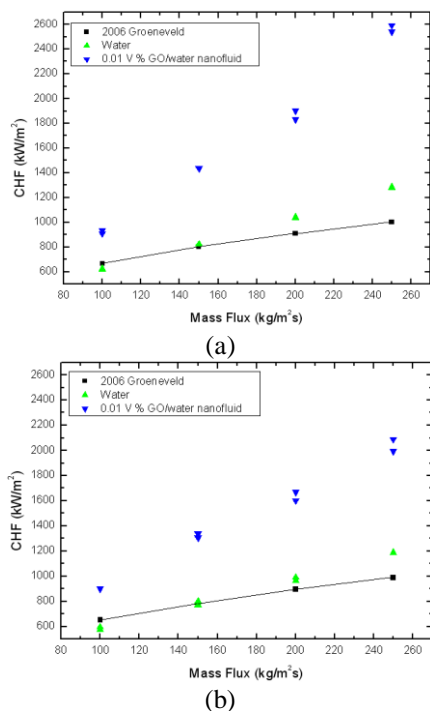 2600
2400
2200
2000
1800
1600
1400
1200
1000
800
600
CHF (kW/m²)
2006 Groeneveld
Water
0.01 V % GO/water nanofluid
80 100 120 140 160 180 200 220 240 260
Mass Flux (kg/m²s)
(a)
2600
2400
2200
2000
1800
1600
1400
1200
1000
800
600
CHF (kW/m²)
2006 Groeneveld
Water
0.01 V % GO/water nanofluid
80 100 120 140 160 180 200 220 240 260
Mass Flux (kg/m²s)
(b)